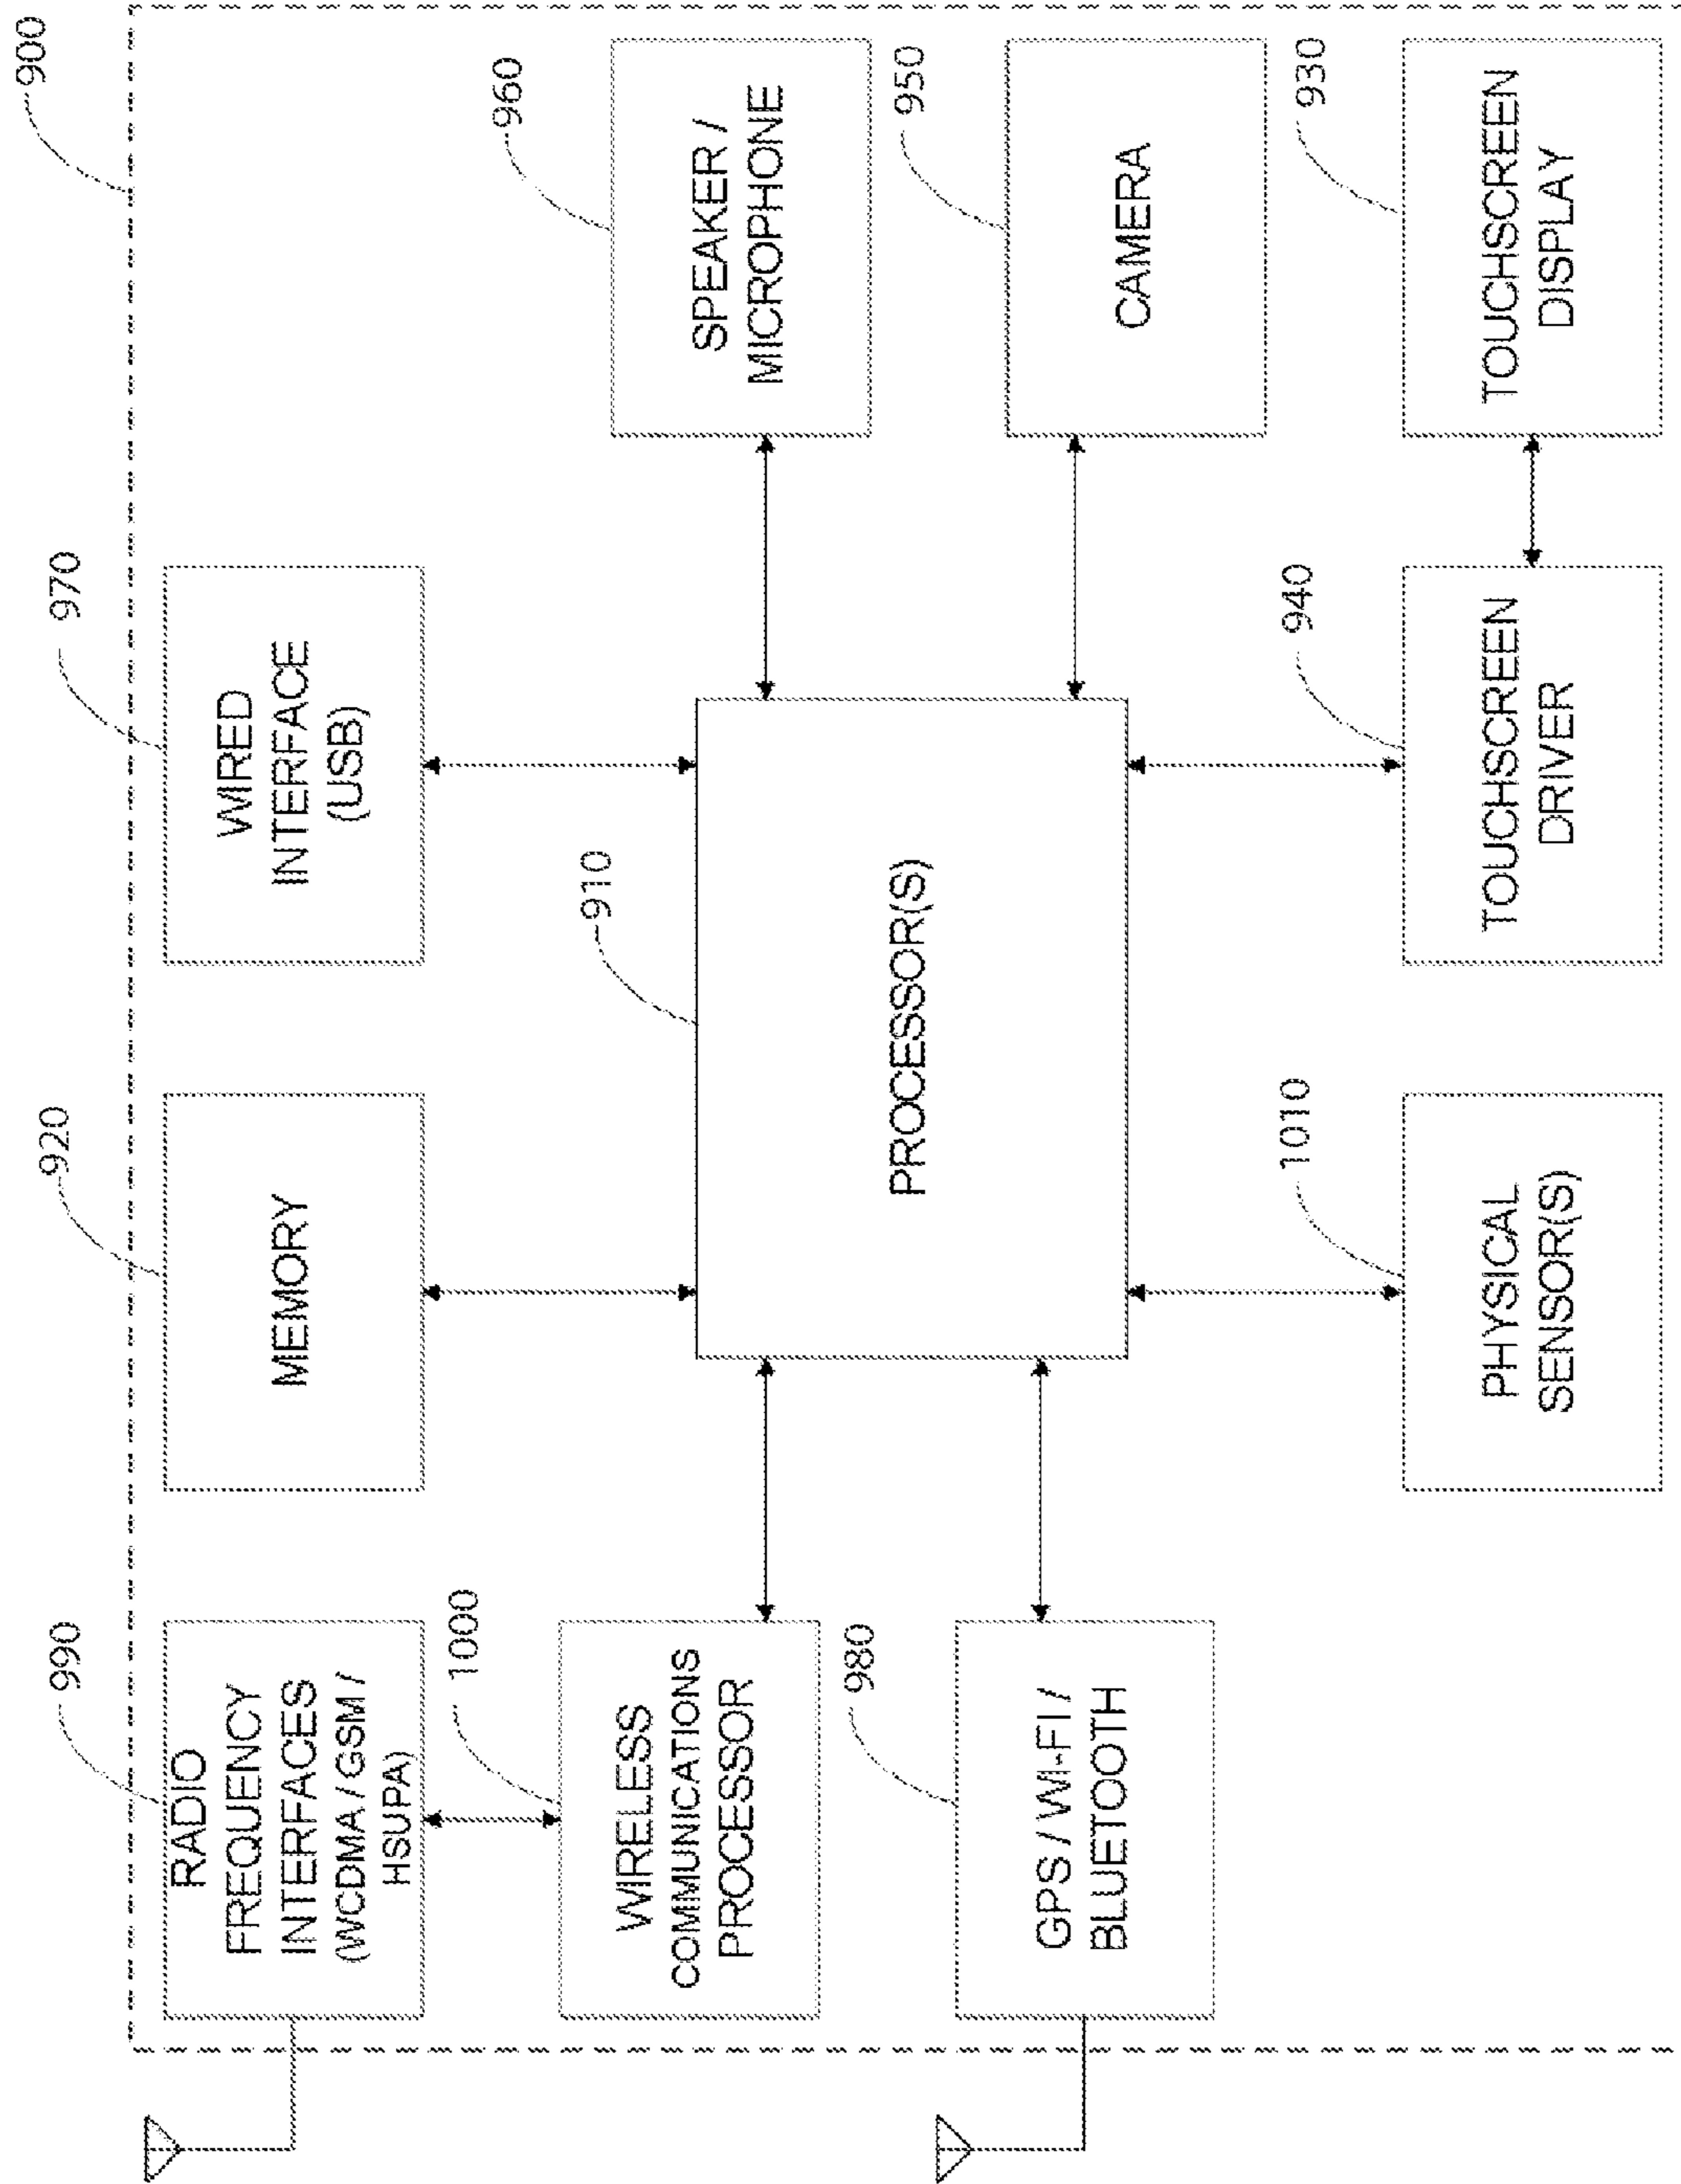 900
990
RADIO
FREQUENCY
INTERFACES
(WCDMA / GSM /
HSUPA)
920
MEMORY
970
WIRED
INTERFACE
(USB)
1000
WIRELESS
COMMUNICATIONS
PROCESSOR
910
PROCESSOR(S)
960
SPEAKER /
MICROPHONE
980
GPS / WI-FI /
BLUETOOTH
950
CAMERA
1010
PHYSICAL
SENSOR(S)
940
TOUCHSCREEN
DRIVER
930
TOUCHSCREEN
DISPLAY